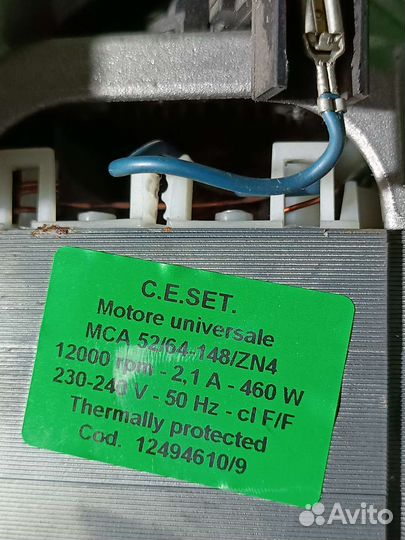 C.E.SET.
Motore universale
MCA 52/64-148/ZN4
12000 rpm - 2,1 A - 460 W
230-240 V - 50 Hz - cl F/F
Thermally protected
Cod. 12494610/9
Avito